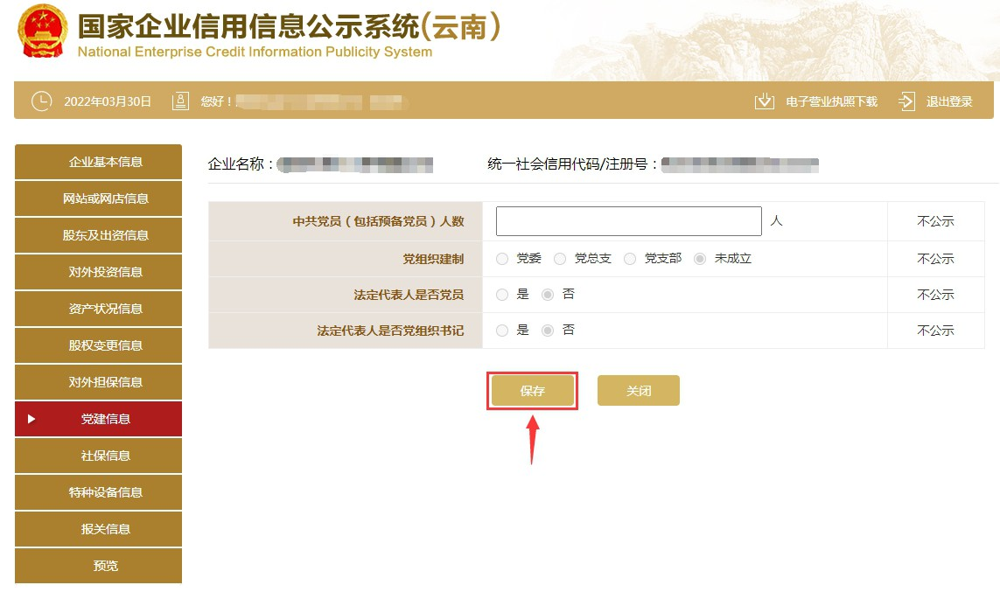 国家企业信用信息公示系统(云南)
National Enterprise Credit Information Publicity System
2022年03月30日 您好！ 电子营业执照下载 退出登录
企业基本信息
网站或网店信息
股东及出资信息
对外投资信息
资产状况信息
股权变更信息
对外担保信息
党建信息
社保信息
特种设备信息
报关信息
预览
企业名称： 统一社会信用代码/注册号：
中共党员（包括预备党员）人数 人 不公示
党组织建制 党委 党总支 党支部 未成立 不公示
法定代表人是否党员 是 否 不公示
法定代表人是否党组织书记 是 否 不公示
保存 关闭